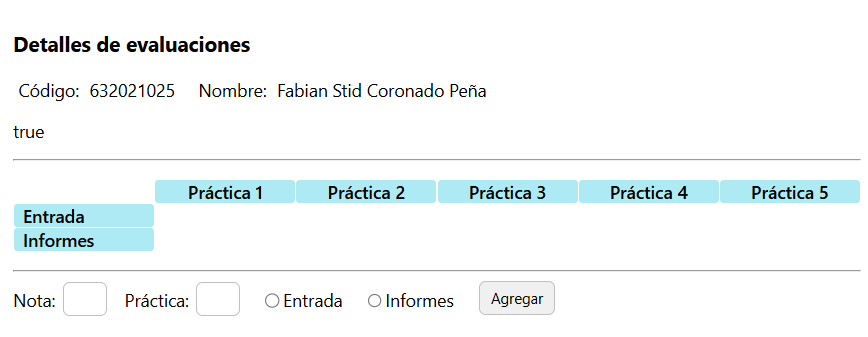 Detalles de evaluaciones
Código: 632021025 Nombre: Fabian Stid Coronado Peña
true
Práctica 1 Práctica 2 Práctica 3 Práctica 4 Práctica 5
Entrada
Informes
Nota: Práctica: Entrada Informes Agregar